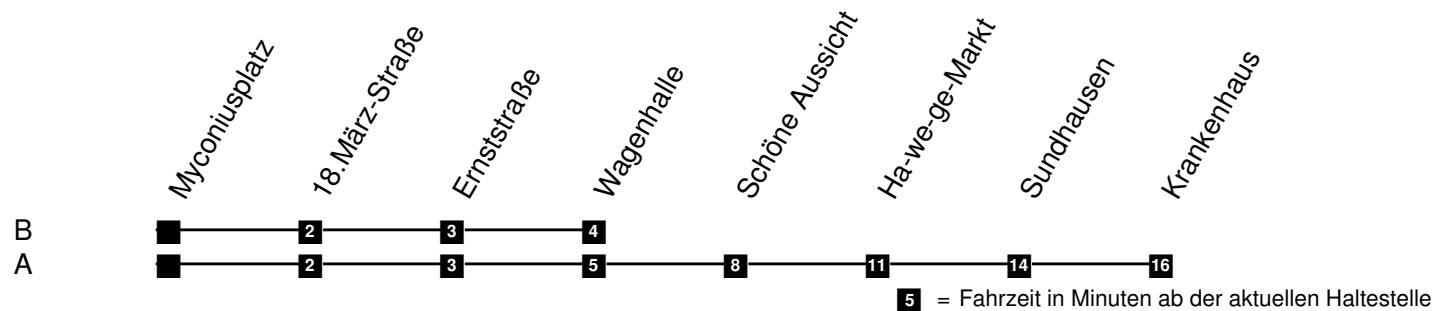 Myconiusplatz
18.März-Straße
Ernststraße
Wagenhalle
Schöne Aussicht
Ha-we-ge-Markt
Sundhausen
Krankenhaus
B 2 3 4
A 2 3 5 8 11 14 16
5 = Fahrzeit in Minuten ab der aktuellen Haltestelle